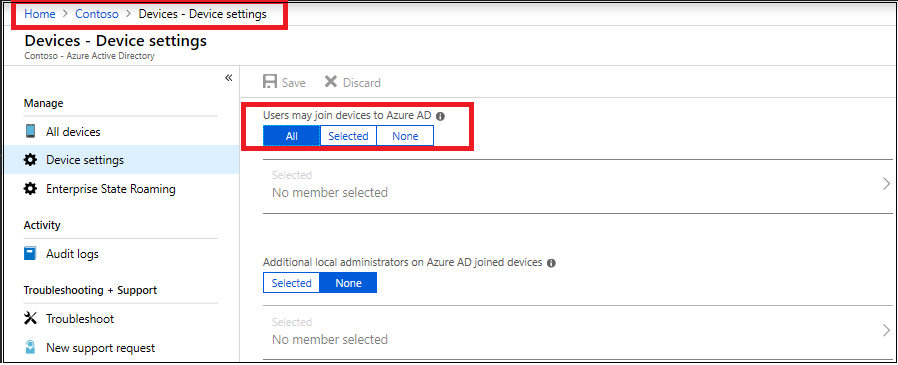 Home > Contoso > Devices - Device settings
Devices - Device settings
Contoso - Azure Active Directory
«
Manage
All devices
Device settings
Enterprise State Roaming
Activity
Audit logs
Troubleshooting + Support
Troubleshoot
New support request
Save Discard
Users may join devices to Azure AD
All Selected None
Selected
No member selected
Additional local administrators on Azure AD joined devices
Selected None
Selected
No member selected